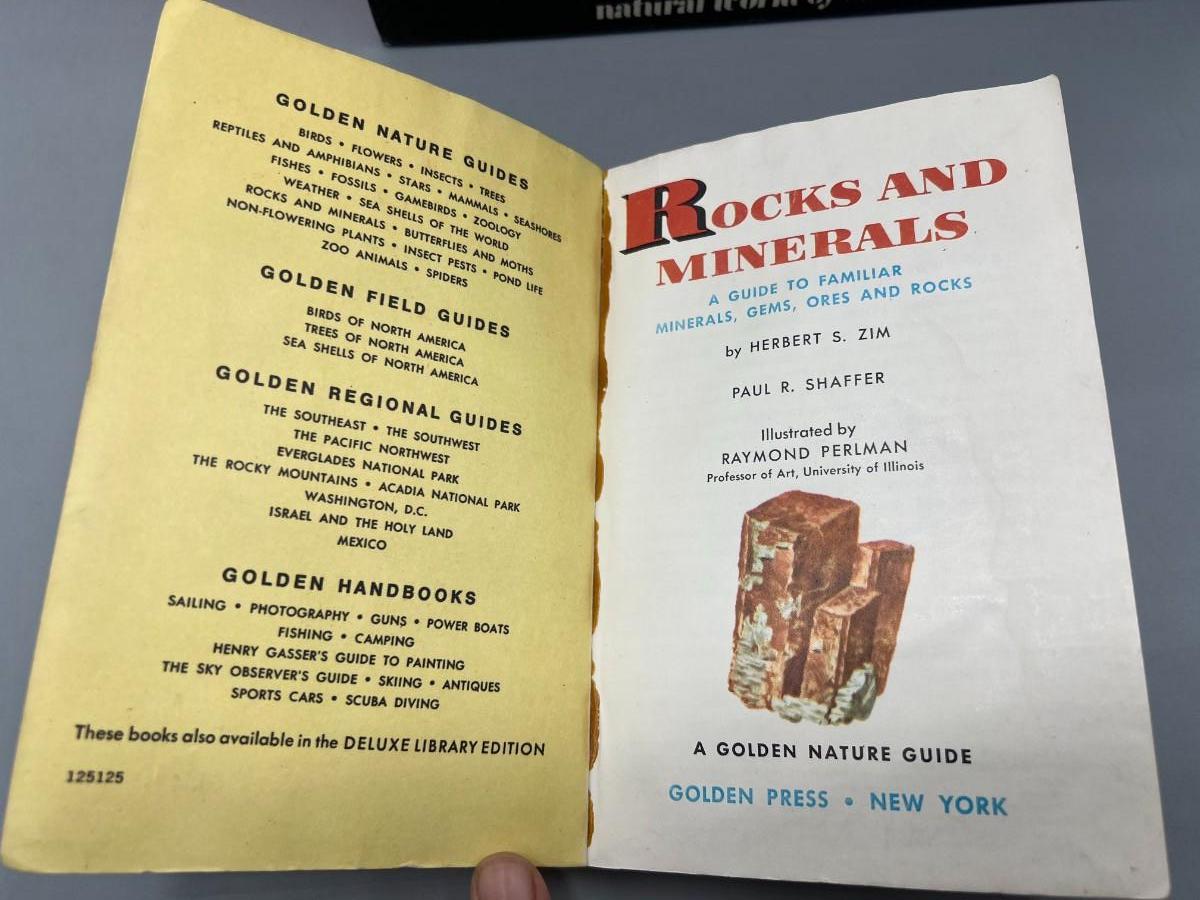 natural world of
GOLDEN NATURE GUIDES
BIRDS • FLOWERS • INSECTS • TREES
REPTILES AND AMPHIBIANS • STARS • MAMMALS • SEASHORES
FISHES • FOSSILS • GAMEBIRDS • ZOOLOGY
WEATHER • SEA SHELLS OF THE WORLD
ROCKS AND MINERALS • BUTTERFLIES AND MOTHS
NON-FLOWERING PLANTS • INSECT PESTS • POND LIFE
ZOO ANIMALS • SPIDERS
GOLDEN FIELD GUIDES
BIRDS OF NORTH AMERICA
TREES OF NORTH AMERICA
SEA SHELLS OF NORTH AMERICA
GOLDEN REGIONAL GUIDES
THE SOUTHEAST • THE SOUTHWEST
THE PACIFIC NORTHWEST
EVERGLADES NATIONAL PARK
THE ROCKY MOUNTAINS • ACADIA NATIONAL PARK
WASHINGTON, D.C.
ISRAEL AND THE HOLY LAND
MEXICO
GOLDEN HANDBOOKS
SAILING • PHOTOGRAPHY • GUNS • POWER BOATS
FISHING • CAMPING
HENRY GASSER'S GUIDE TO PAINTING
THE SKY OBSERVER'S GUIDE • SKIING • ANTIQUES
SPORTS CARS • SCUBA DIVING
These books also available in the DELUXE LIBRARY EDITION
125125
ROCKS AND
MINERALS
A GUIDE TO FAMILIAR
MINERALS, GEMS, ORES AND ROCKS
by HERBERT S. ZIM
PAUL R. SHAFFER
Illustrated by
RAYMOND PERLMAN
Professor of Art, University of Illinois
A GOLDEN NATURE GUIDE
GOLDEN PRESS • NEW YORK